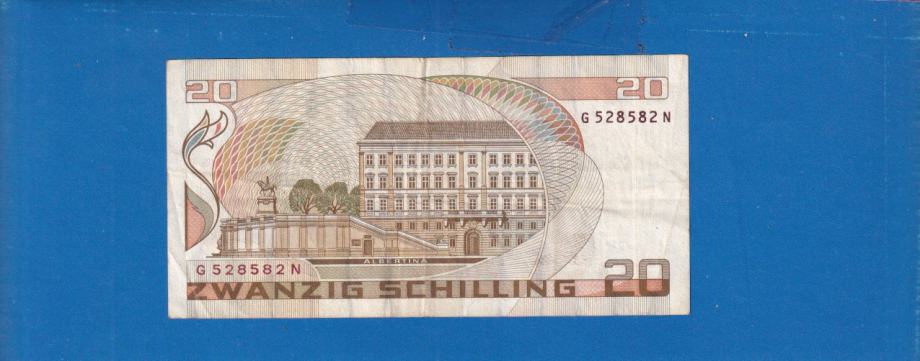 20 20
G 528582 N
ALBERTINA
G 528582 N
ZWANZIG SCHILLING 20